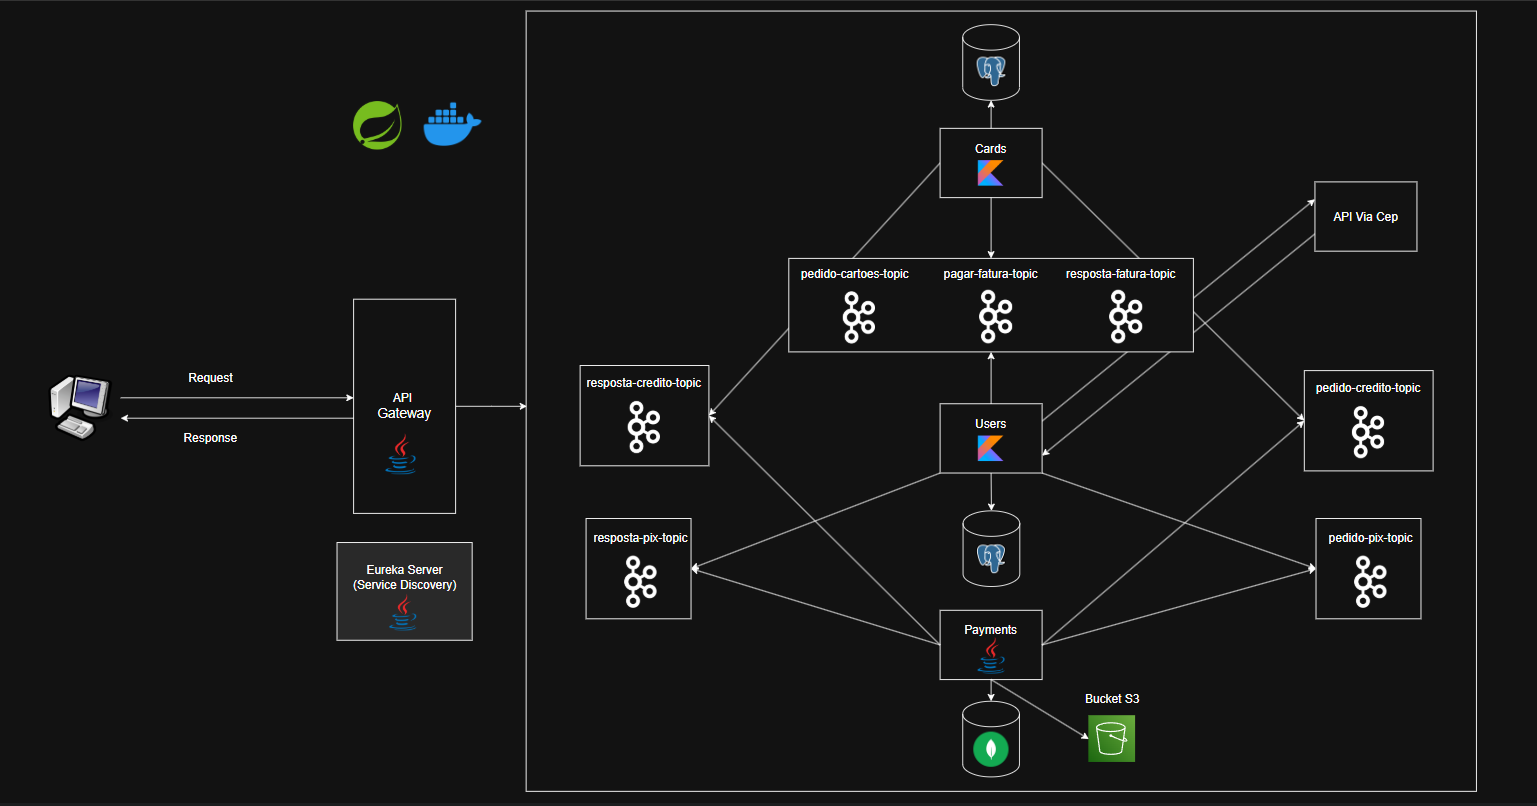 Cards
API Via Cep
pedido-cartoes-topic
pagar-fatura-topic
resposta-fatura-topic
Request
Response
API
Gateway
resposta-credito-topic
pedido-credito-topic
Users
resposta-pix-topic
pedido-pix-topic
Eureka Server
(Service Discovery)
Payments
Bucket S3